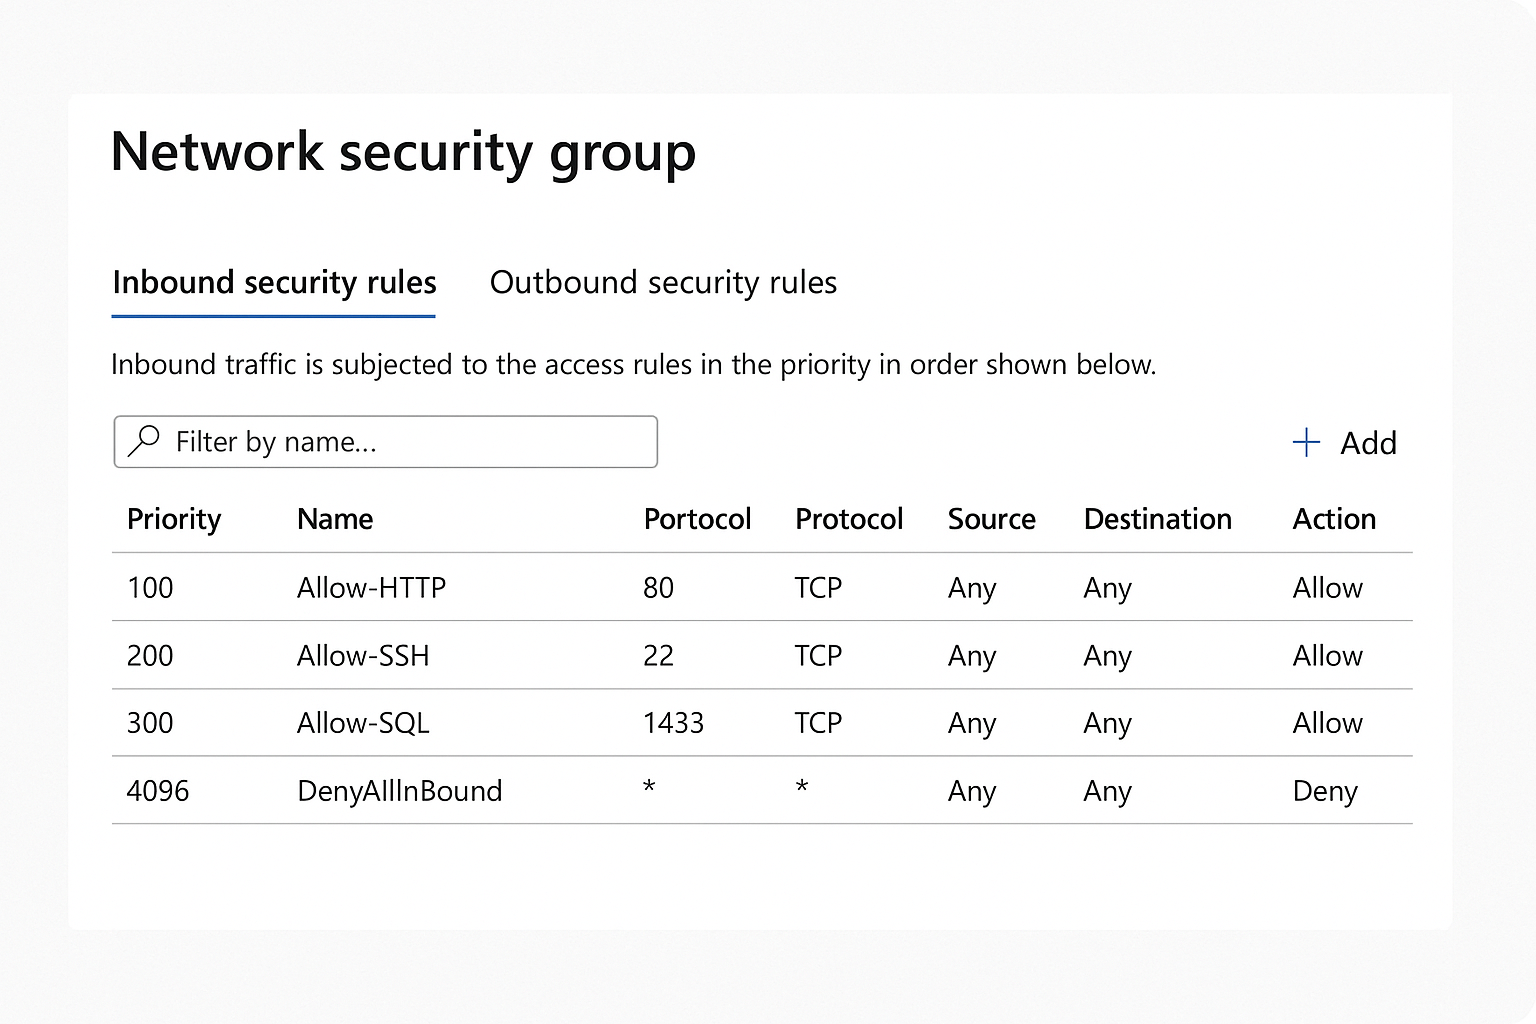 Network security group
Inbound security rules Outbound security rules
Inbound traffic is subjected to the access rules in the priority in order shown below.
Filter by name...
+ Add
Priority Name Portocol Protocol Source Destination Action
100 Allow-HTTP 80 TCP Any Any Allow
200 Allow-SSH 22 TCP Any Any Allow
300 Allow-SQL 1433 TCP Any Any Allow
4096 DenyAllInBound * * Any Any Deny